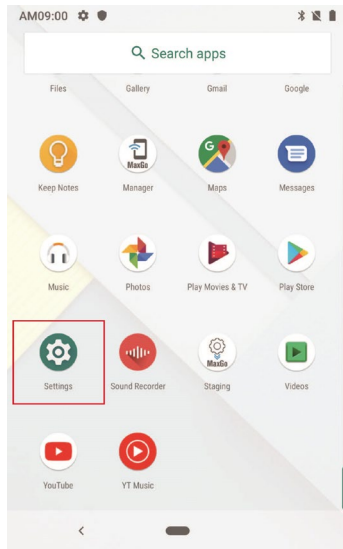 AM09:00
Search apps
Files Gallery Gmail Google
MaxGo
Keep Notes Manager Maps Messages
Music Photos Play Movies & TV Play Store
MaxGo
Settings Sound Recorder Staging Videos
YouTube YT Music